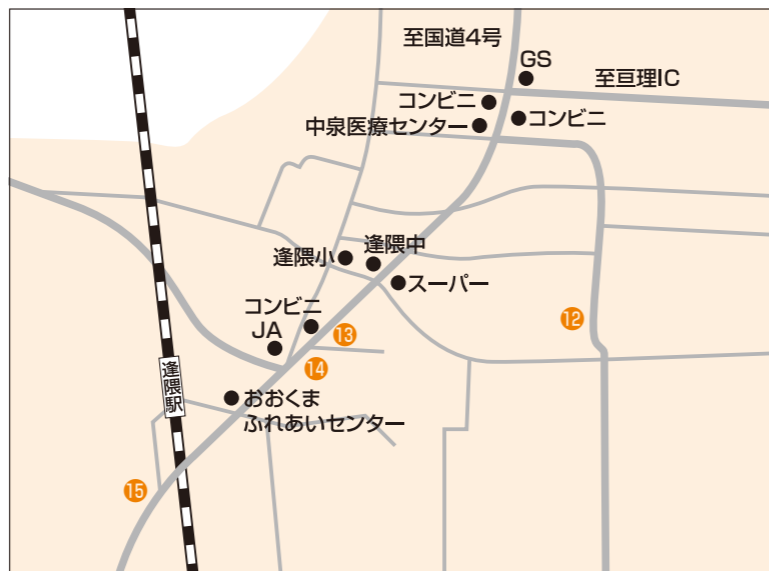 至国道4号
GS
至亘理IC
コンビニ
コンビニ
中泉医療センター
逢隈中
逢隈小
スーパー
コンビニ
JA
⑫
⑬
⑭
逢隈駅
おおくま
ふれあいセンター
⑮